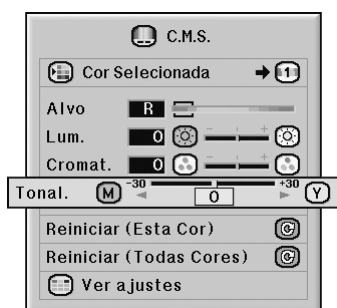 C.M.S.
Cor Selecionada 1
Alvo R
Lum. 0 - +
Cromat. 0 - +
Tonal. M -30 0 +30 Y
Reiniciar (Esta Cor)
Reiniciar (Todas Cores)
Ver ajustes